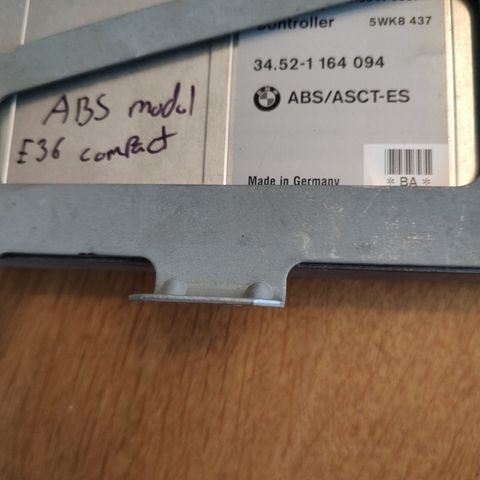 Controller 5WK8 437
34.52-1 164 094
ABS/ASCT-ES
ABS modul
E36 compact
Made in Germany
* BA *